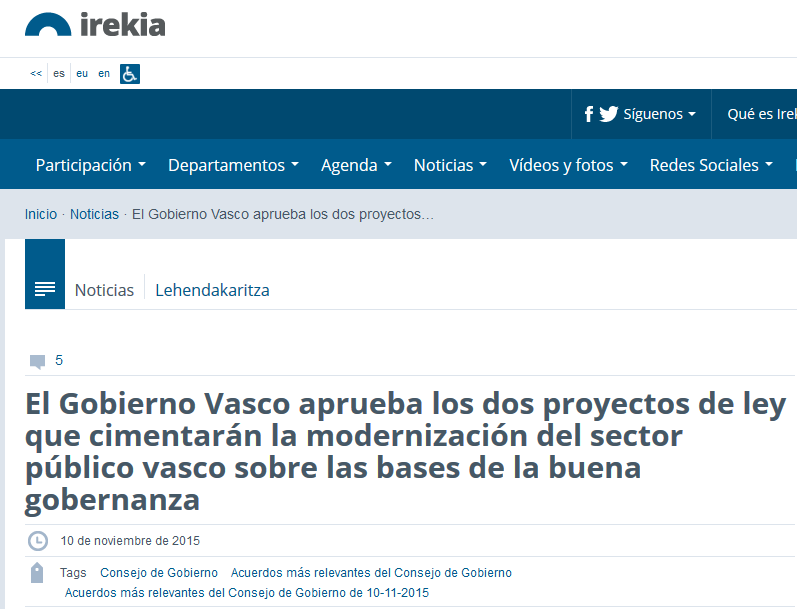 irekia
<< es eu en
Síguenos Qué es Irek
Participación Departamentos Agenda Noticias Vídeos y fotos Redes Sociales
Inicio · Noticias · El Gobierno Vasco aprueba los dos proyectos…
Noticias Lehendakaritza
5
El Gobierno Vasco aprueba los dos proyectos de ley
que cimentarán la modernización del sector
público vasco sobre las bases de la buena
gobernanza
10 de noviembre de 2015
Tags Consejo de Gobierno Acuerdos más relevantes del Consejo de Gobierno
Acuerdos más relevantes del Consejo de Gobierno de 10-11-2015